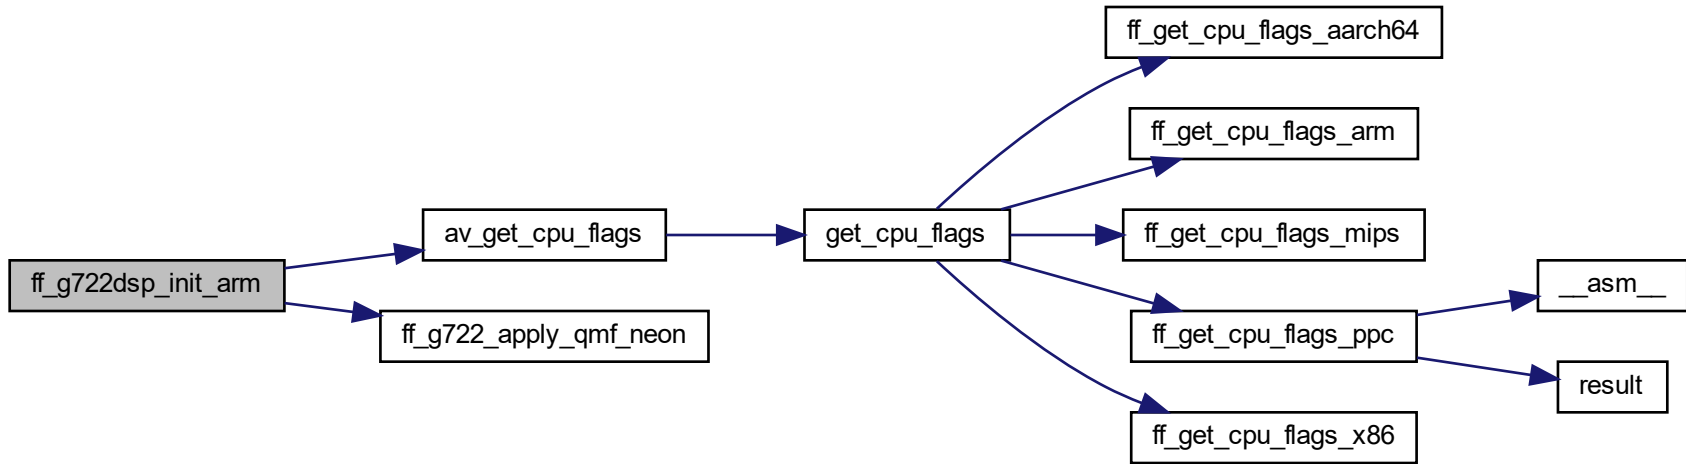 ff_g722dsp_init_arm
av_get_cpu_flags
ff_g722_apply_qmf_neon
get_cpu_flags
ff_get_cpu_flags_aarch64
ff_get_cpu_flags_arm
ff_get_cpu_flags_mips
ff_get_cpu_flags_ppc
ff_get_cpu_flags_x86
__asm__
result